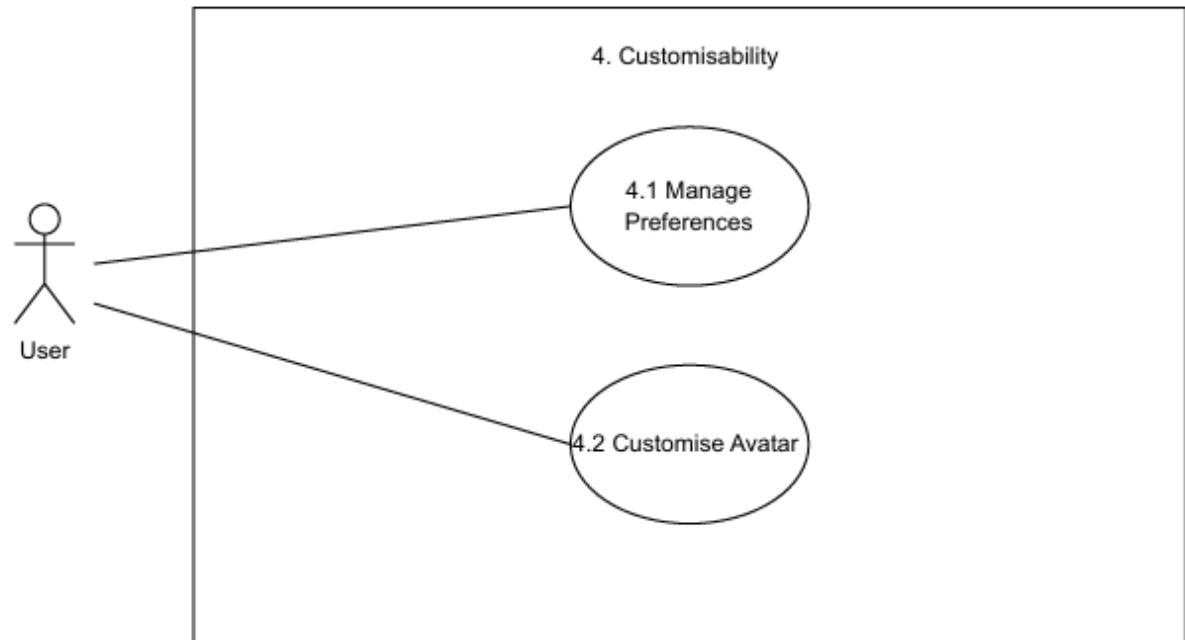 4. Customisability
4.1 Manage
Preferences
User
4.2 Customise Avatar